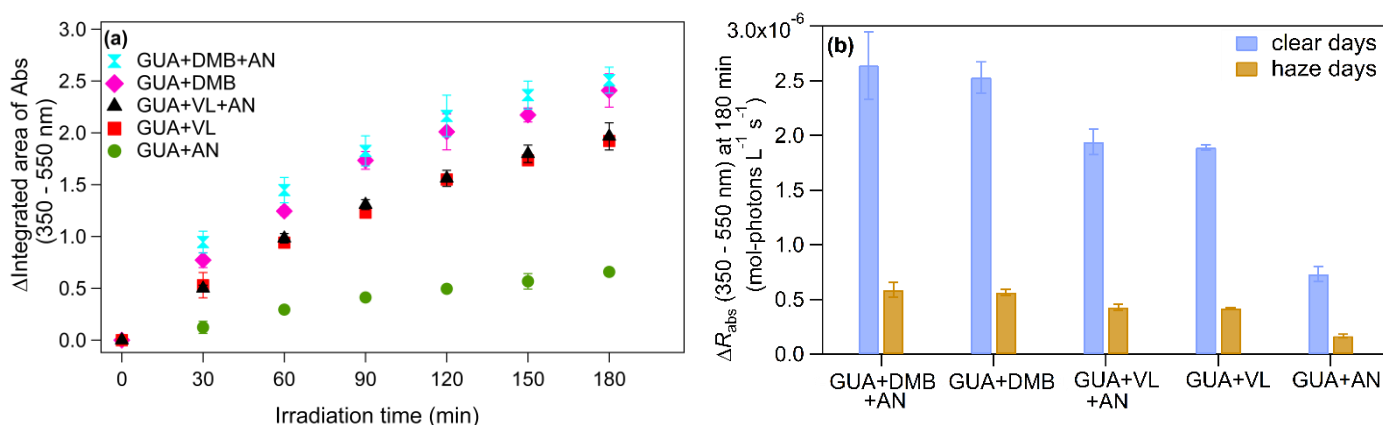 (a)
GUA+DMB+AN
GUA+DMB
GUA+VL+AN
GUA+VL
GUA+AN
ΔIntegrated area of Abs
(350 - 550 nm)
3.0
2.5
2.0
1.5
1.0
0.5
0.0
0 30 60 90 120 150 180
Irradiation time (min)
(b)
clear days
haze days
ΔR_abs (350 - 550 nm) at 180 min
(mol-photons L⁻¹ s⁻¹)
3.0x10⁻⁶
2.5
2.0
1.5
1.0
0.5
0.0
GUA+DMB GUA+DMB GUA+VL GUA+VL GUA+AN
+AN +AN